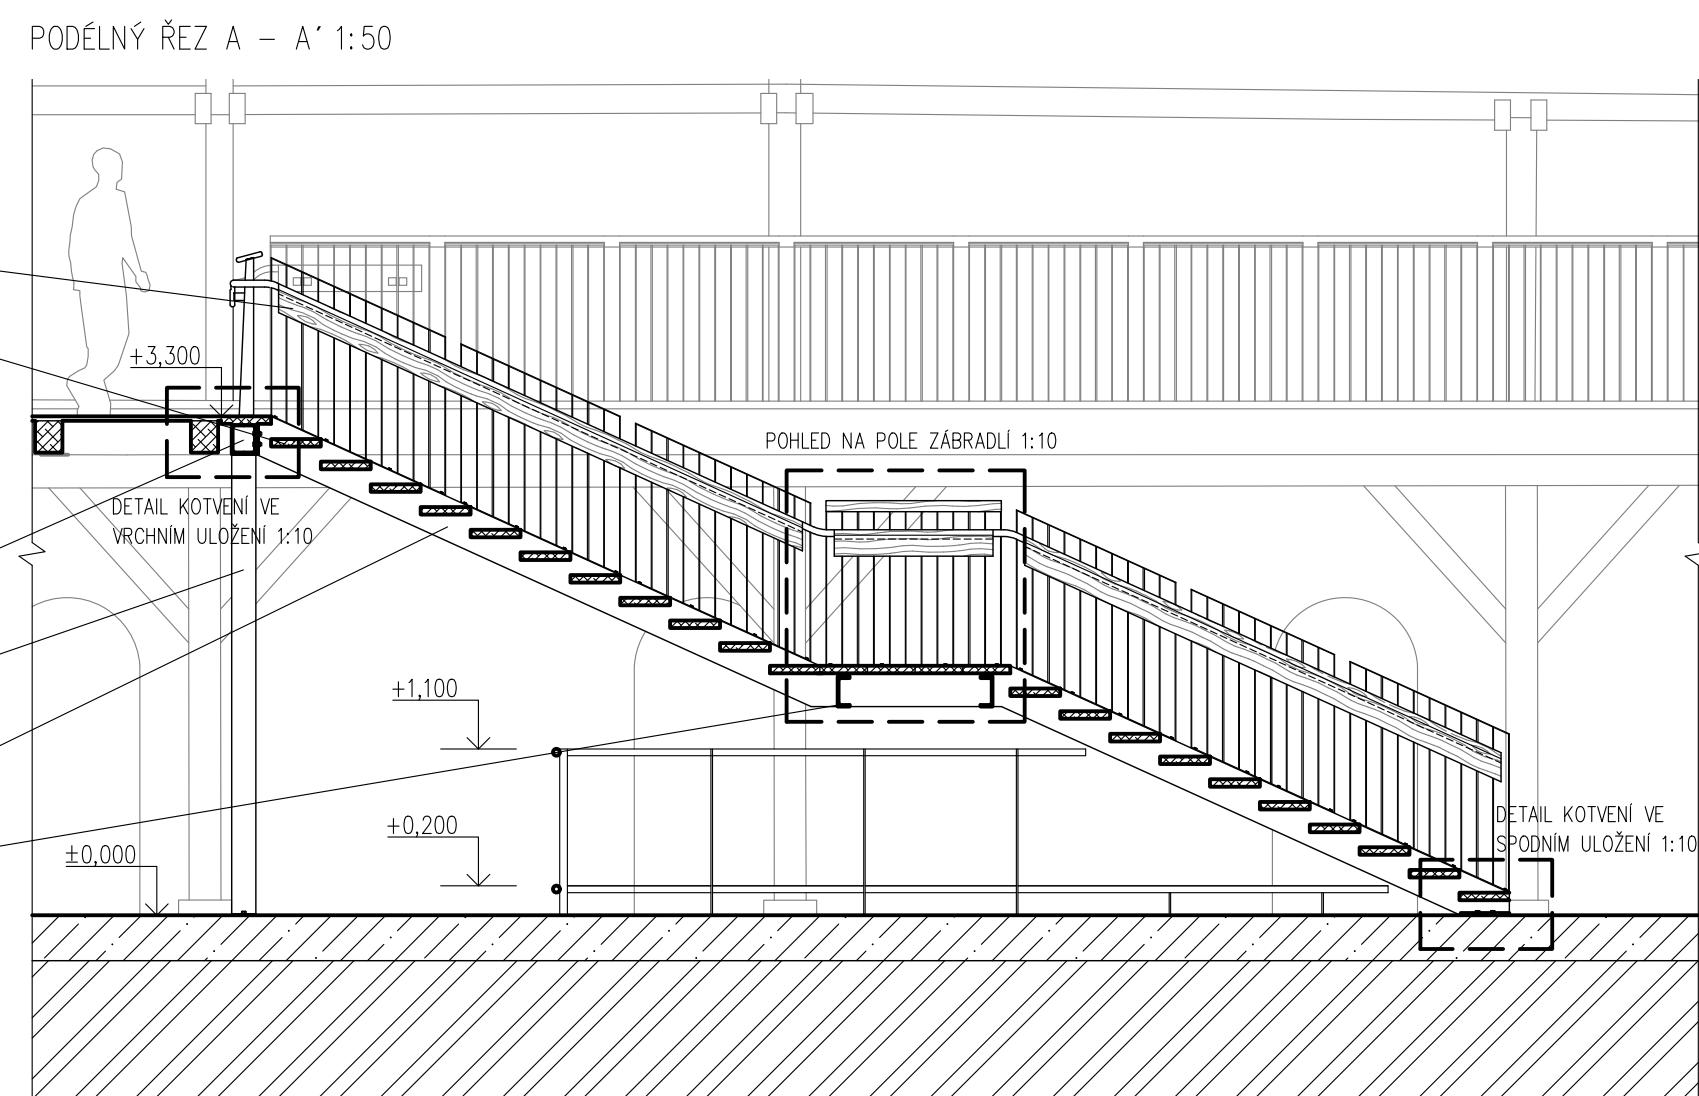 PODÉLNÝ ŘEZ A – A´ 1:50
+3,300
POHLED NA POLE ZÁBRADLÍ 1:10
DETAIL KOTVENÍ VE
VRCHNÍM ULOŽENÍ 1:10
+1,100
+0,200
±0,000
DETAIL KOTVENÍ VE
SPODNÍM ULOŽENÍ 1:10